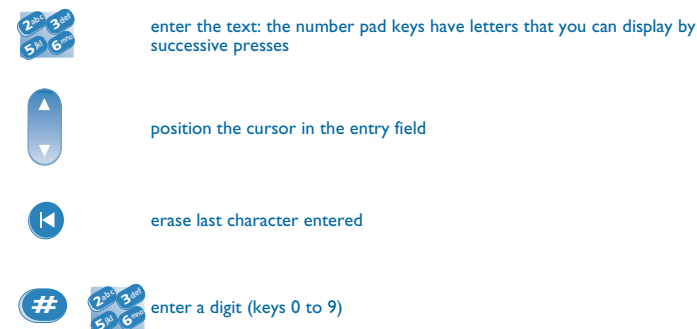 2abc 3def
5jkl 6mno
enter the text: the number pad keys have letters that you can display by
successive presses
position the cursor in the entry field
erase last character entered
#
2abc 3def
5jkl 6mno
enter a digit (keys 0 to 9)